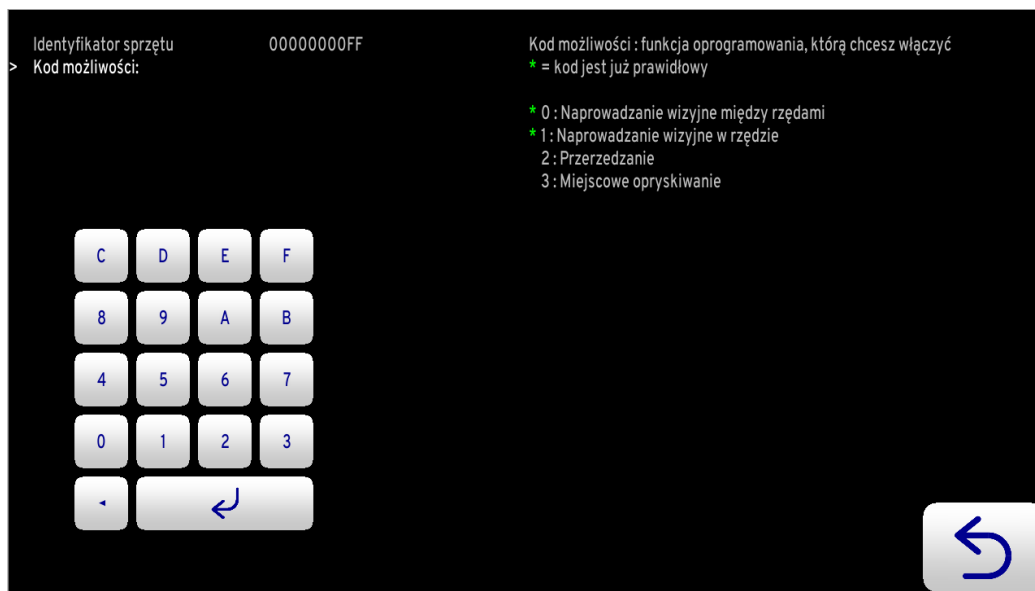 Identyfikator sprzętu 00000000FF
> Kod możliwości:
Kod możliwości : funkcja oprogramowania, którą chcesz włączyć
* = kod jest już prawidłowy
* 0 : Naprowadzanie wizyjne między rzędami
* 1 : Naprowadzanie wizyjne w rzędzie
2 : Przerzedzanie
3 : Miejscowe opryskiwanie
C D E F
8 9 A B
4 5 6 7
0 1 2 3